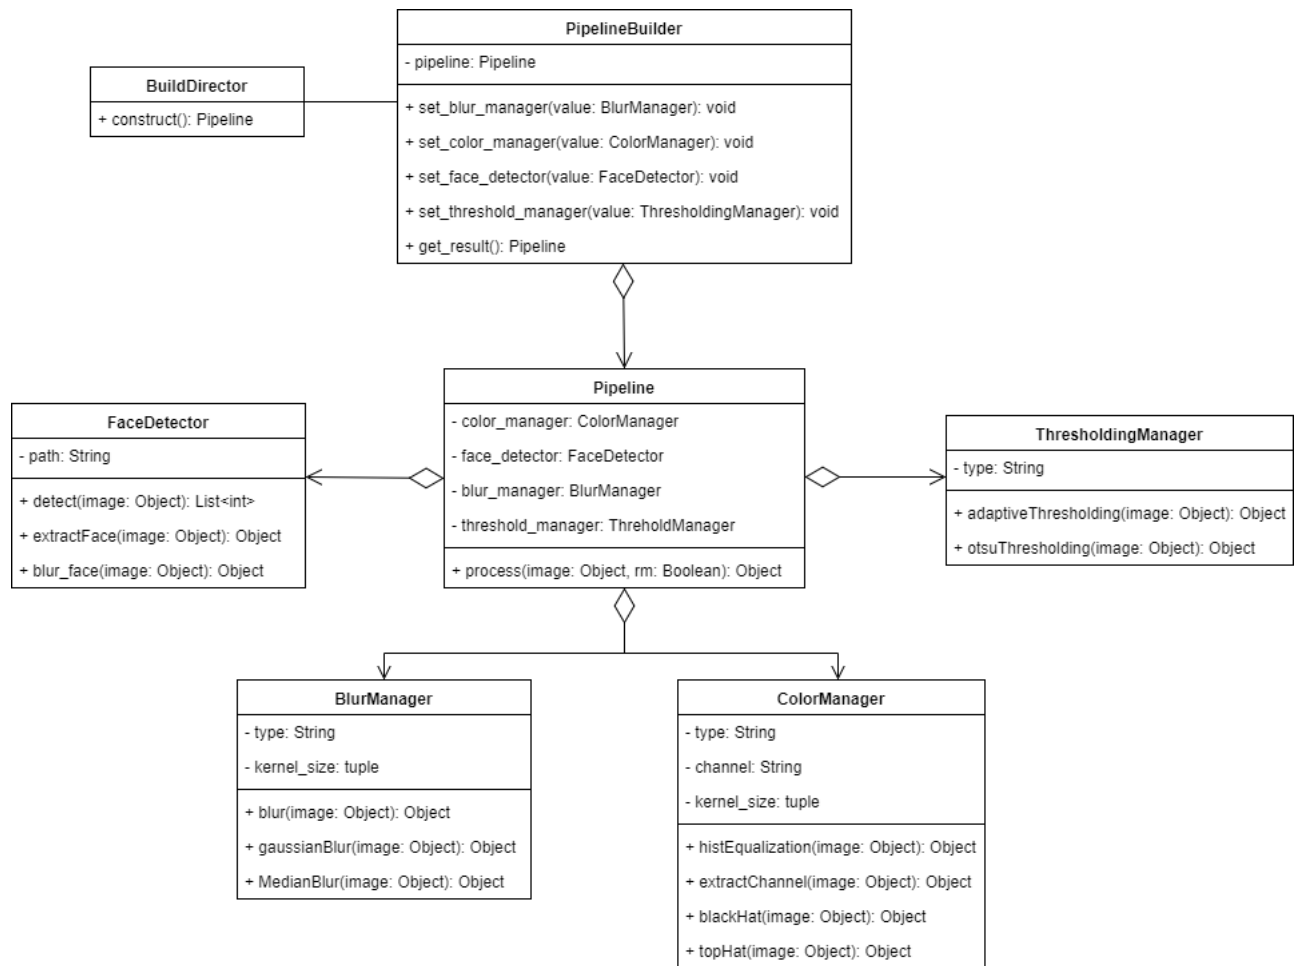 PipelineBuilder
- pipeline: Pipeline
+ set_blur_manager(value: BlurManager): void
+ set_color_manager(value: ColorManager): void
+ set_face_detector(value: FaceDetector): void
+ set_threshold_manager(value: ThresholdingManager): void
+ get_result(): Pipeline
BuildDirector
+ construct(): Pipeline
Pipeline
- color_manager: ColorManager
- face_detector: FaceDetector
- blur_manager: BlurManager
- threshold_manager: ThreholdManager
+ process(image: Object, rm: Boolean): Object
FaceDetector
- path: String
+ detect(image: Object): List<int>
+ extractFace(image: Object): Object
+ blur_face(image: Object): Object
ThresholdingManager
- type: String
+ adaptiveThresholding(image: Object): Object
+ otsuThresholding(image: Object): Object
BlurManager
- type: String
- kernel_size: tuple
+ blur(image: Object): Object
+ gaussianBlur(image: Object): Object
+ MedianBlur(image: Object): Object
ColorManager
- type: String
- channel: String
- kernel_size: tuple
+ histEqualization(image: Object): Object
+ extractChannel(image: Object): Object
+ blackHat(image: Object): Object
+ topHat(image: Object): Object